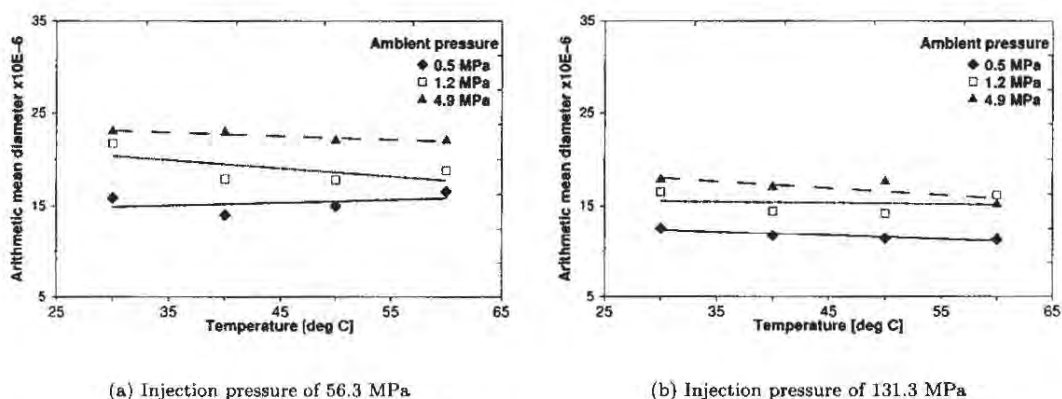 35
25
15
5
Arithmetic mean diameter x10E-6
Ambient pressure
0.5 MPa
1.2 MPa
4.9 MPa
25 35 45 55 65
Temperature [deg C]
(a) Injection pressure of 56.3 MPa
35
25
15
5
Arithmetic mean diameter x10E-6
Ambient pressure
0.5 MPa
1.2 MPa
4.9 MPa
25 35 45 55 65
Temperature [deg C]
(b) Injection pressure of 131.3 MPa